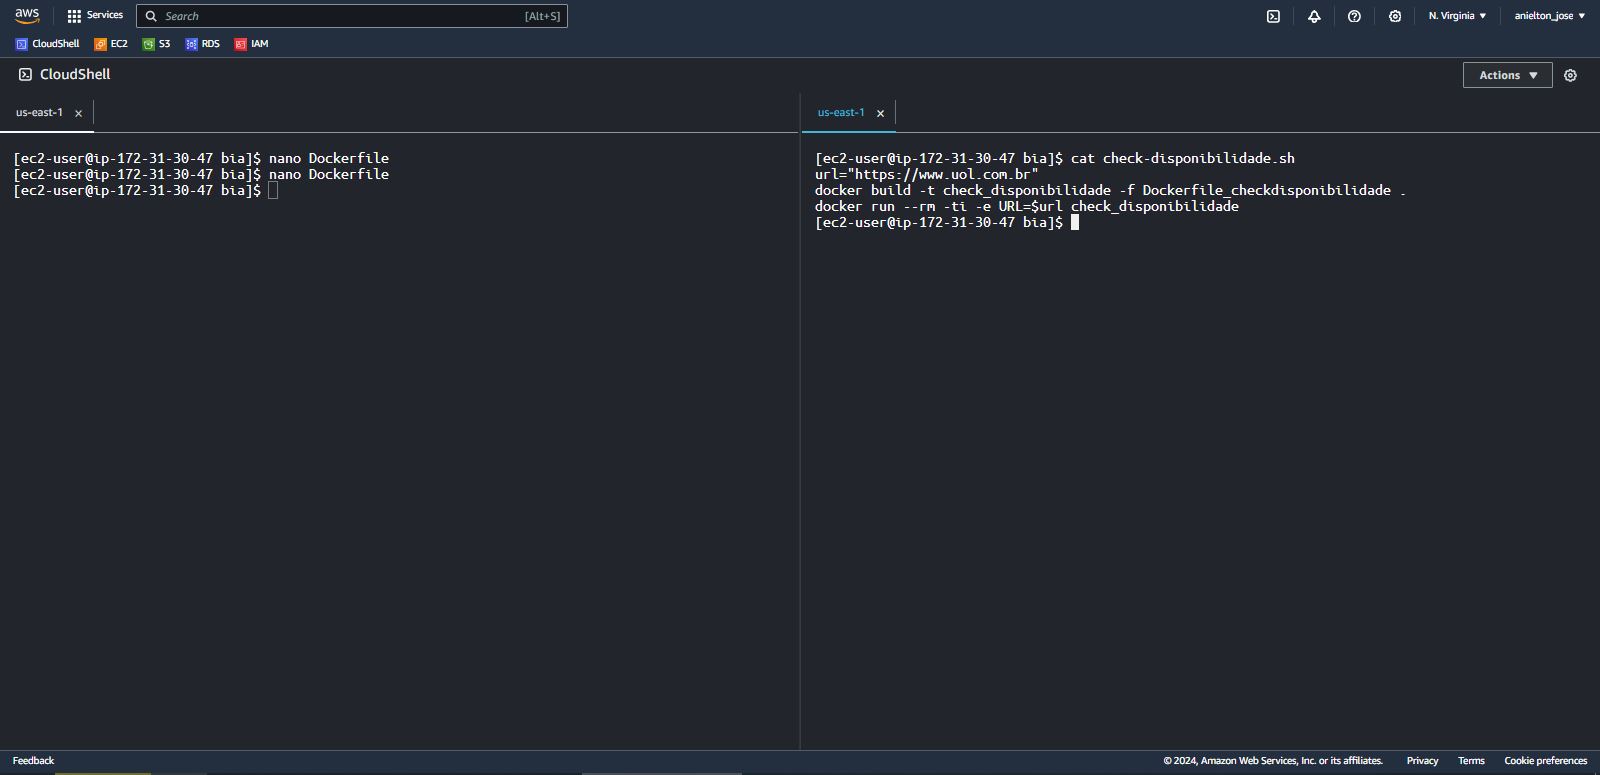 aws
Services
Search
[Alt+S]
N. Virginia
anielton_jose
CloudShell
EC2
S3
RDS
IAM
CloudShell
Actions
us-east-1
[ec2-user@ip-172-31-30-47 bia]$ nano Dockerfile
[ec2-user@ip-172-31-30-47 bia]$ nano Dockerfile
[ec2-user@ip-172-31-30-47 bia]$
us-east-1
[ec2-user@ip-172-31-30-47 bia]$ cat check-disponibilidade.sh
url="https://www.uol.com.br"
docker build -t check_disponibilidade -f Dockerfile_checkdisponibilidade .
docker run --rm -ti -e URL=$url check_disponibilidade
[ec2-user@ip-172-31-30-47 bia]$
Feedback
© 2024, Amazon Web Services, Inc. or its affiliates.
Privacy
Terms
Cookie preferences